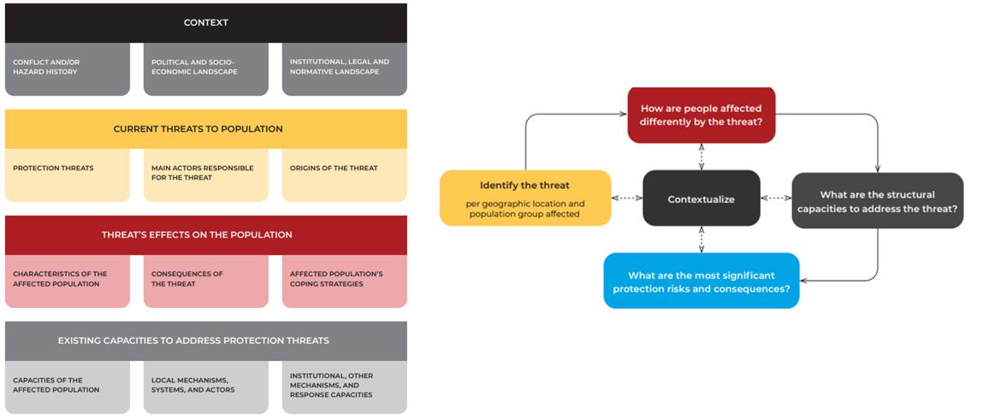 CONTEXT
CONFLICT AND/OR
HAZARD HISTORY
POLITICAL AND SOCIO-
ECONOMIC LANDSCAPE
INSTITUTIONAL, LEGAL AND
NORMATIVE LANDSCAPE
CURRENT THREATS TO POPULATION
PROTECTION THREATS
MAIN ACTORS RESPONSIBLE
FOR THE THREAT
ORIGINS OF THE THREAT
THREAT'S EFFECTS ON THE POPULATION
CHARACTERISTICS OF THE
AFFECTED POPULATION
CONSEQUENCES OF
THE THREAT
AFFECTED POPULATION'S
COPING STRATEGIES
EXISTING CAPACITIES TO ADDRESS PROTECTION THREATS
CAPACITIES OF THE
AFFECTED POPULATION
LOCAL MECHANISMS,
SYSTEMS, AND ACTORS
INSTITUTIONAL, OTHER
MECHANISMS, AND
RESPONSE CAPACITIES
How are people affected
differently by the threat?
Identify the threat
per geographic location and
population group affected
Contextualize
What are the structural
capacities to address the threat?
What are the most significant
protection risks and consequences?